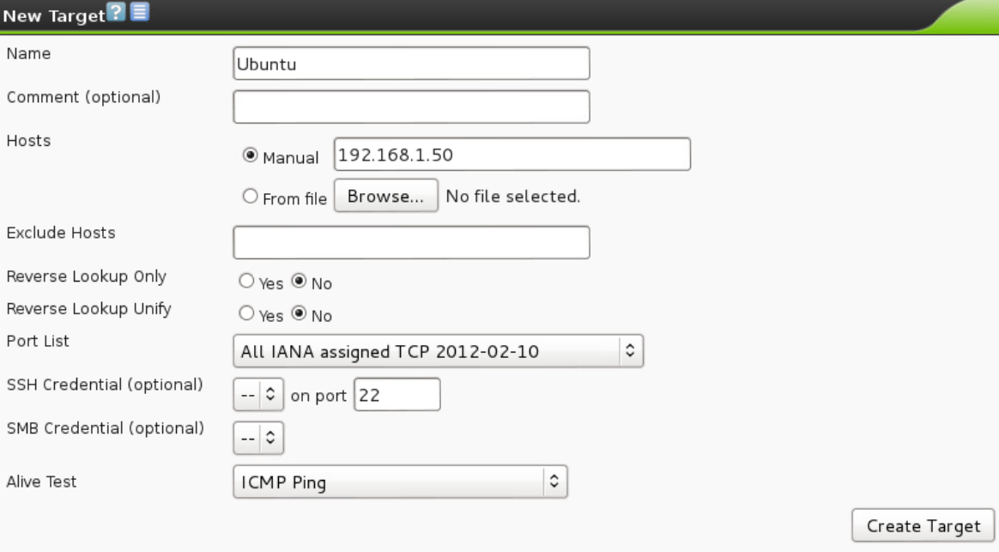 New Target ?
Name Ubuntu
Comment (optional)
Hosts
Manual 192.168.1.50
From file Browse... No file selected.
Exclude Hosts
Reverse Lookup Only Yes No
Reverse Lookup Unify Yes No
Port List All IANA assigned TCP 2012-02-10
SSH Credential (optional) -- on port 22
SMB Credential (optional) --
Alive Test ICMP Ping
Create Target